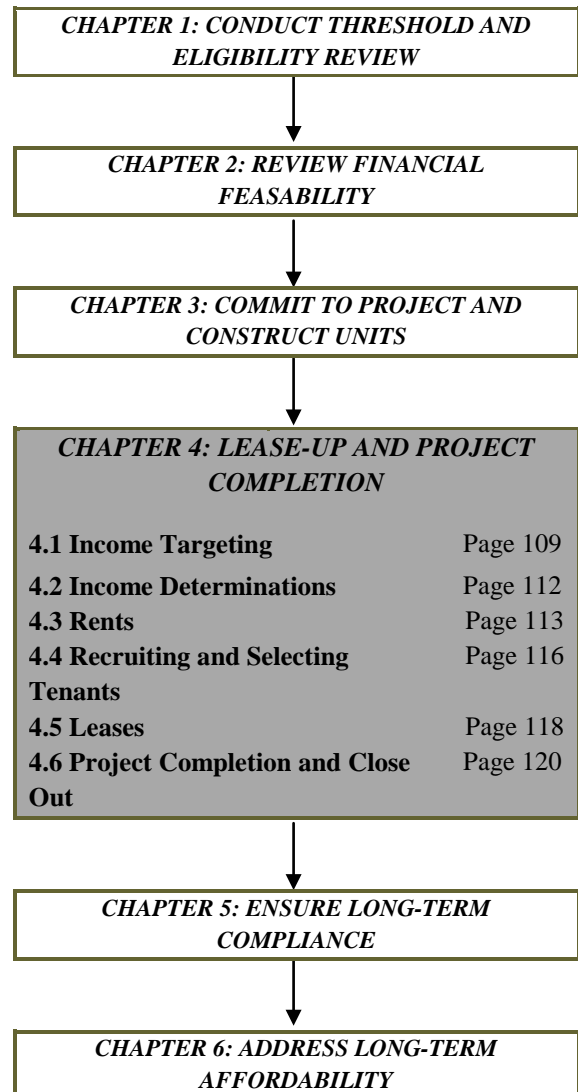 CHAPTER 1: CONDUCT THRESHOLD AND
ELIGIBILITY REVIEW
CHAPTER 2: REVIEW FINANCIAL
FEASABILITY
CHAPTER 3: COMMIT TO PROJECT AND
CONSTRUCT UNITS
CHAPTER 4: LEASE-UP AND PROJECT
COMPLETION
4.1 Income Targeting Page 109
4.2 Income Determinations Page 112
4.3 Rents Page 113
4.4 Recruiting and Selecting Page 116
Tenants
4.5 Leases Page 118
4.6 Project Completion and Close Page 120
Out
CHAPTER 5: ENSURE LONG-TERM
COMPLIANCE
CHAPTER 6: ADDRESS LONG-TERM
AFFORDABILITY